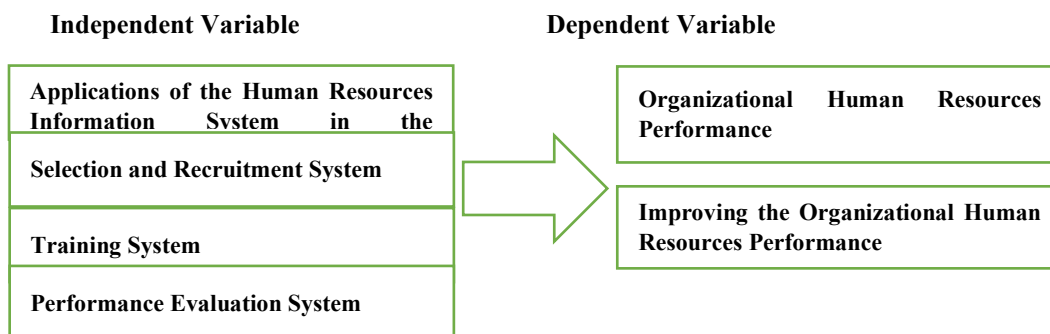 Independent Variable
Dependent Variable
Applications of the Human Resources
Information System in the
Selection and Recruitment System
Training System
Performance Evaluation System
Organizational Human Resources
Performance
Improving the Organizational Human
Resources Performance